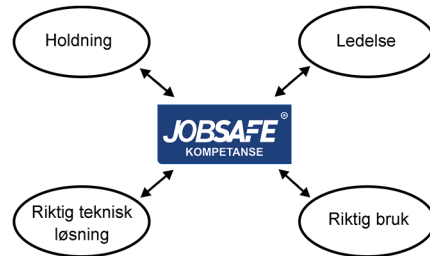 Holdning
Ledelse
JOBSAFE®
KOMPETANSE
Riktig teknisk
løsning
Riktig bruk